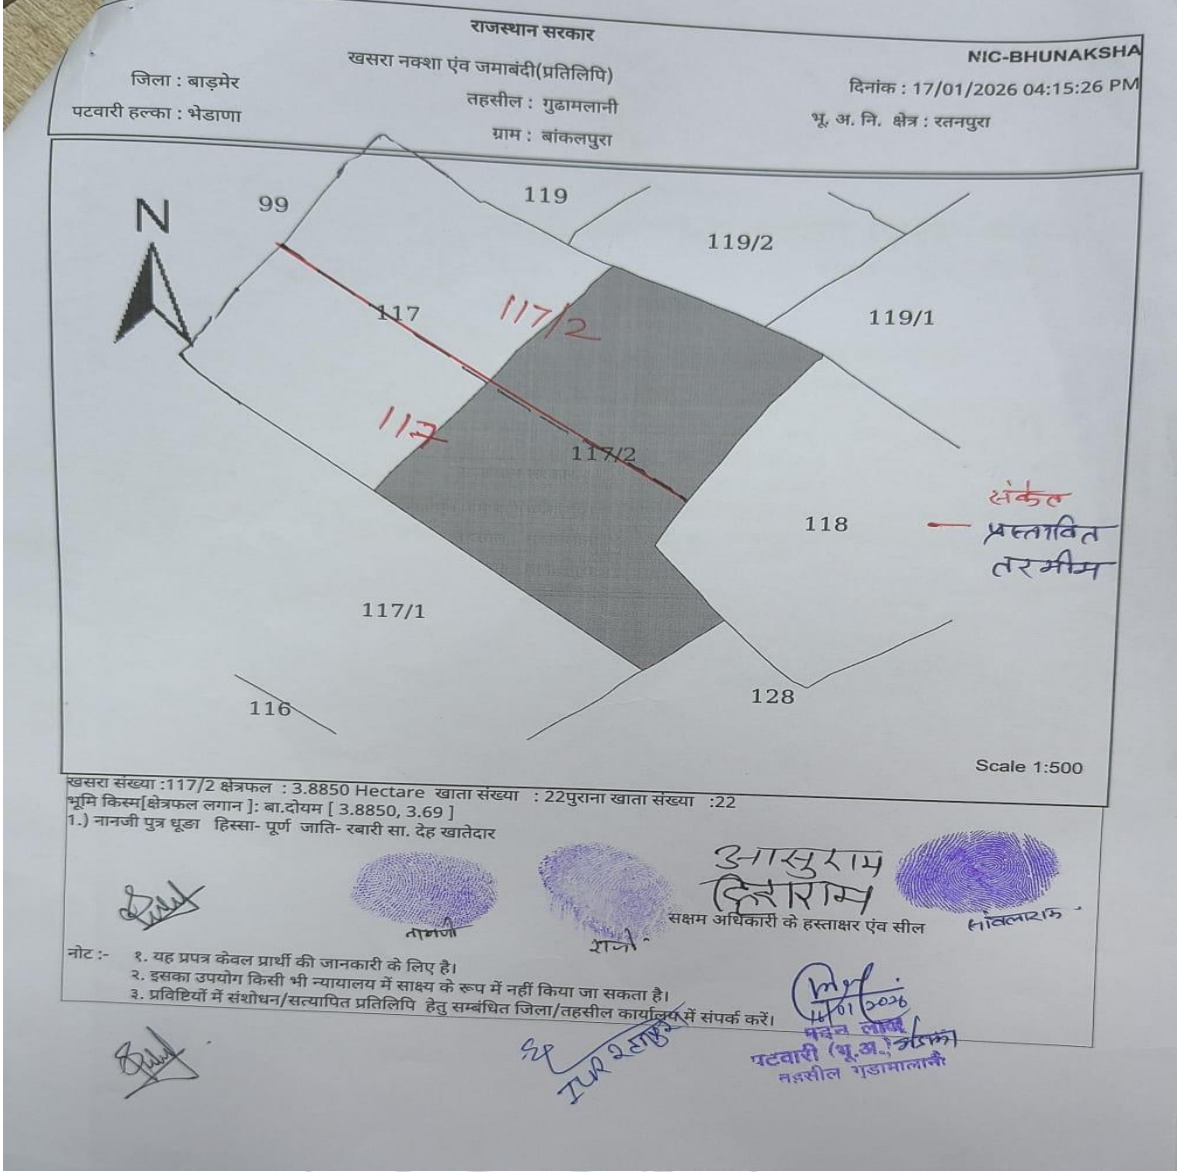 राजस्थान सरकार
NIC-BHUNAKSHA
खसरा नक्शा एंव जमाबंदी(प्रतिलिपि)
जिला : बाड़मेर
दिनांक : 17/01/2026 04:15:26 PM
तहसील : गुढामलानी
पटवारी हल्का : भेडाणा
भू. अ. नि. क्षेत्र : रतनपुरा
ग्राम : बांकलपुरा
N
99
119
119/2
117
117/2
119/1
117
117/2
118
संकेत
प्रस्तावित
तरमीम
117/1
116
128
Scale 1:500
खसरा संख्या :117/2 क्षेत्रफल : 3.8850 Hectare खाता संख्या : 22पुराना खाता संख्या :22
भूमि किस्म[क्षेत्रफल लगान ]: बा.दोयम [ 3.8850, 3.69 ]
1.) नानजी पुत्र धूङा हिस्सा- पूर्ण जाति- रबारी सा. देह खातेदार
आसुराम
सक्षम अधिकारी के हस्ताक्षर एंव सील
सांवलाराम
नोट :- १. यह प्रपत्र केवल प्रार्थी की जानकारी के लिए है।
२. इसका उपयोग किसी भी न्यायालय में साक्ष्य के रूप में नहीं किया जा सकता है।
३. प्रविष्टियों में संशोधन/सत्यापित प्रतिलिपि हेतु सम्बंधित जिला/तहसील कार्यालय में संपर्क करें।
पटवारी (भू.अ.)
तहसील गुडामालानी